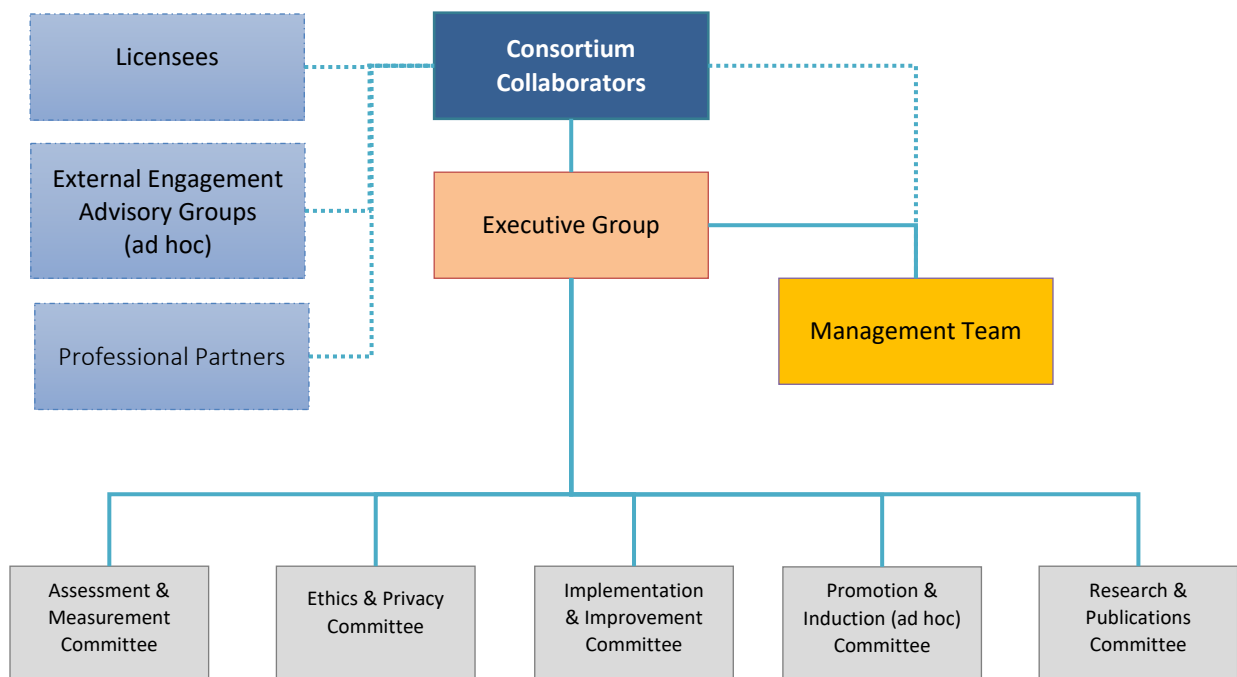 Licensees
Consortium
Collaborators
External Engagement
Advisory Groups
(ad hoc)
Executive Group
Professional Partners
Management Team
Assessment &
Measurement
Committee
Ethics & Privacy
Committee
Implementation
& Improvement
Committee
Promotion &
Induction (ad hoc)
Committee
Research &
Publications
Committee